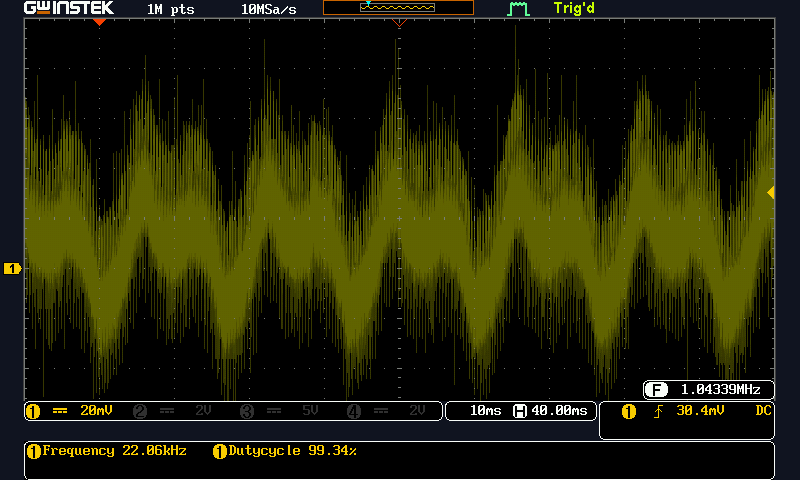 GWINSTEK 1M pts 10MSa/s Trig'd
1
F 1.04339MHz
1 20mV 2 2V 3 5V 4 2V 10ms H 40.00ms 1 30.4mV DC
1 Frequency 22.06kHz 1 Dutycycle 99.34%